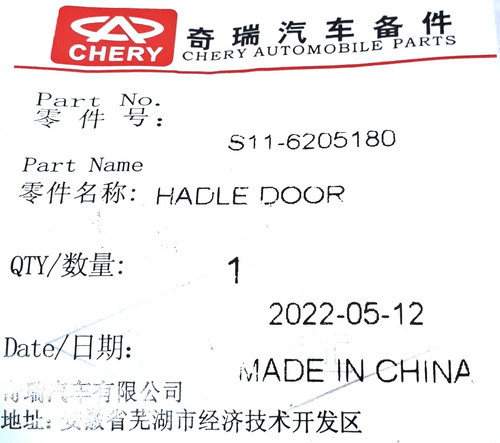 CHERY
奇瑞汽车备件
CHERY AUTOMOBILE PARTS
Part No.
零件号:
S11-6205180
Part Name
零件名称: HADLE DOOR
QTY/数量: 1
2022-05-12
Date/日期:
MADE IN CHINA
奇瑞汽车有限公司
地址: 安徽省芜湖市经济技术开发区